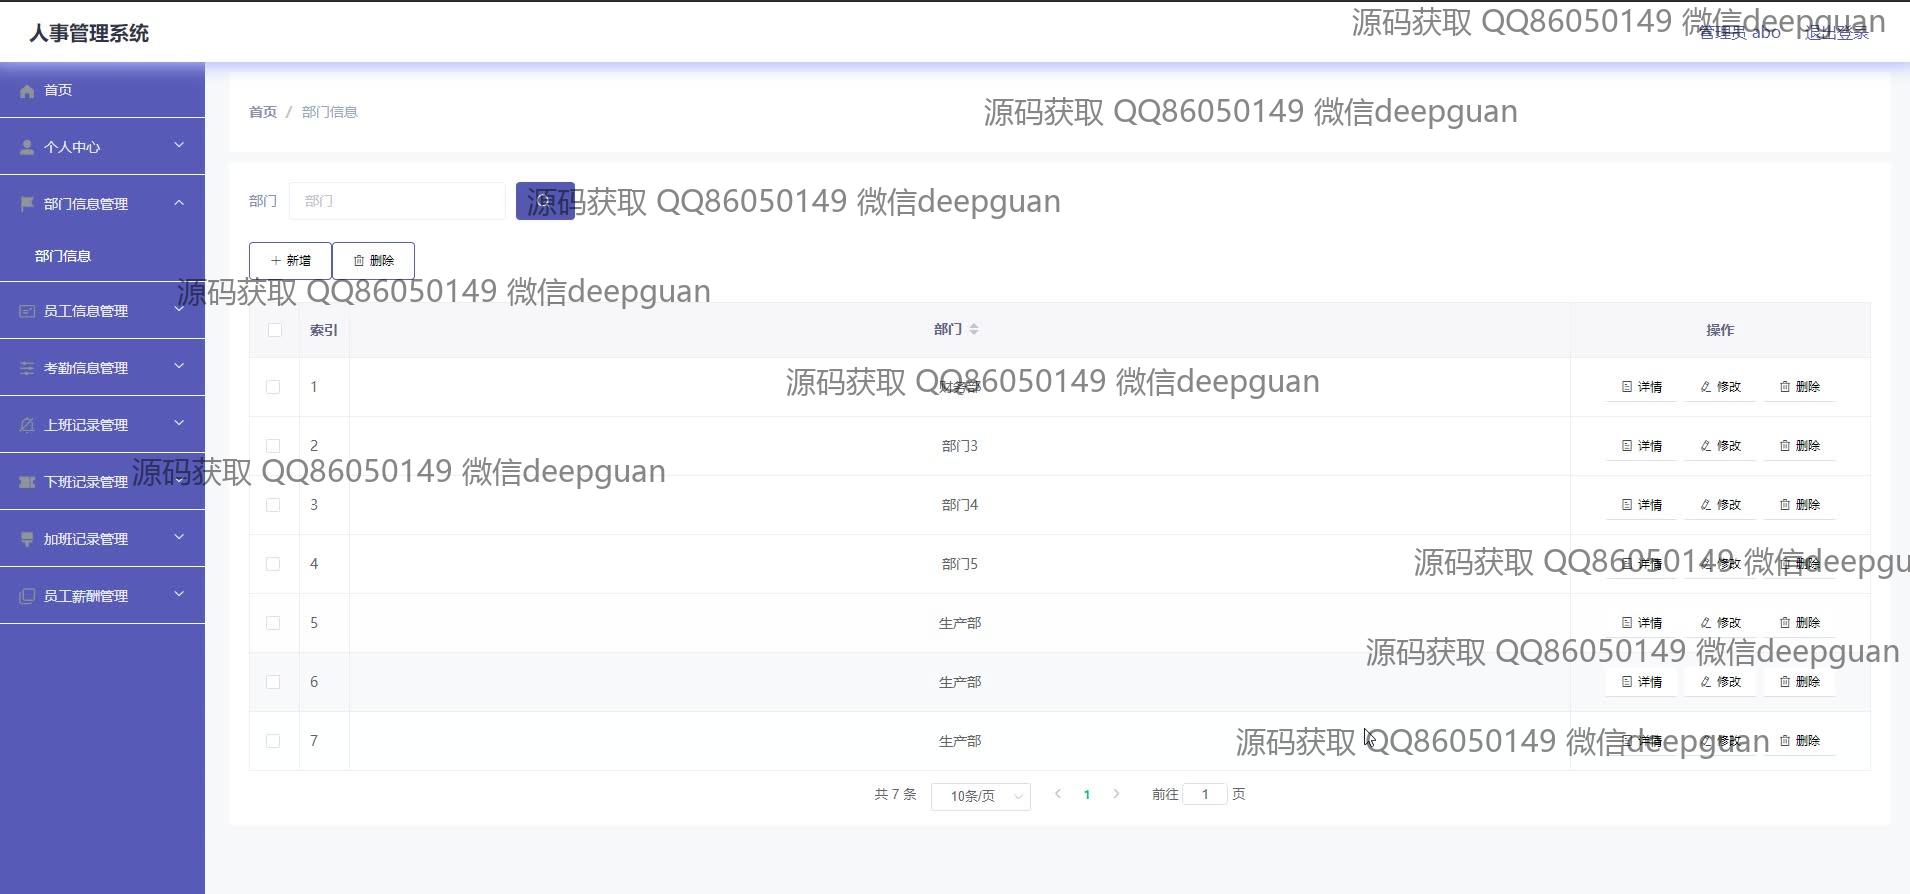 人事管理系统
源码获取 QQ86050149 微信deepguan
管理员 abo 退出登录
首页
个人中心
部门信息管理
部门信息
员工信息管理
考勤信息管理
上班记录管理
下班记录管理
加班记录管理
员工薪酬管理
首页 / 部门信息
源码获取 QQ86050149 微信deepguan
部门 部门
源码获取 QQ86050149 微信deepguan
新增 删除
源码获取 QQ86050149 微信deepguan
索引 部门 操作
1 财务部 详情 修改 删除
源码获取 QQ86050149 微信deepguan
2 部门3 详情 修改 删除
源码获取 QQ86050149 微信deepguan
3 部门4 详情 修改 删除
4 部门5 详情 修改 删除
源码获取 QQ86050149 微信deepgu
5 生产部 详情 修改 删除
源码获取 QQ86050149 微信deepguan
6 生产部 详情 修改 删除
7 生产部 详情 修改 删除
源码获取 QQ86050149 微信deepguan
共 7 条 10条/页 1 前往 1 页